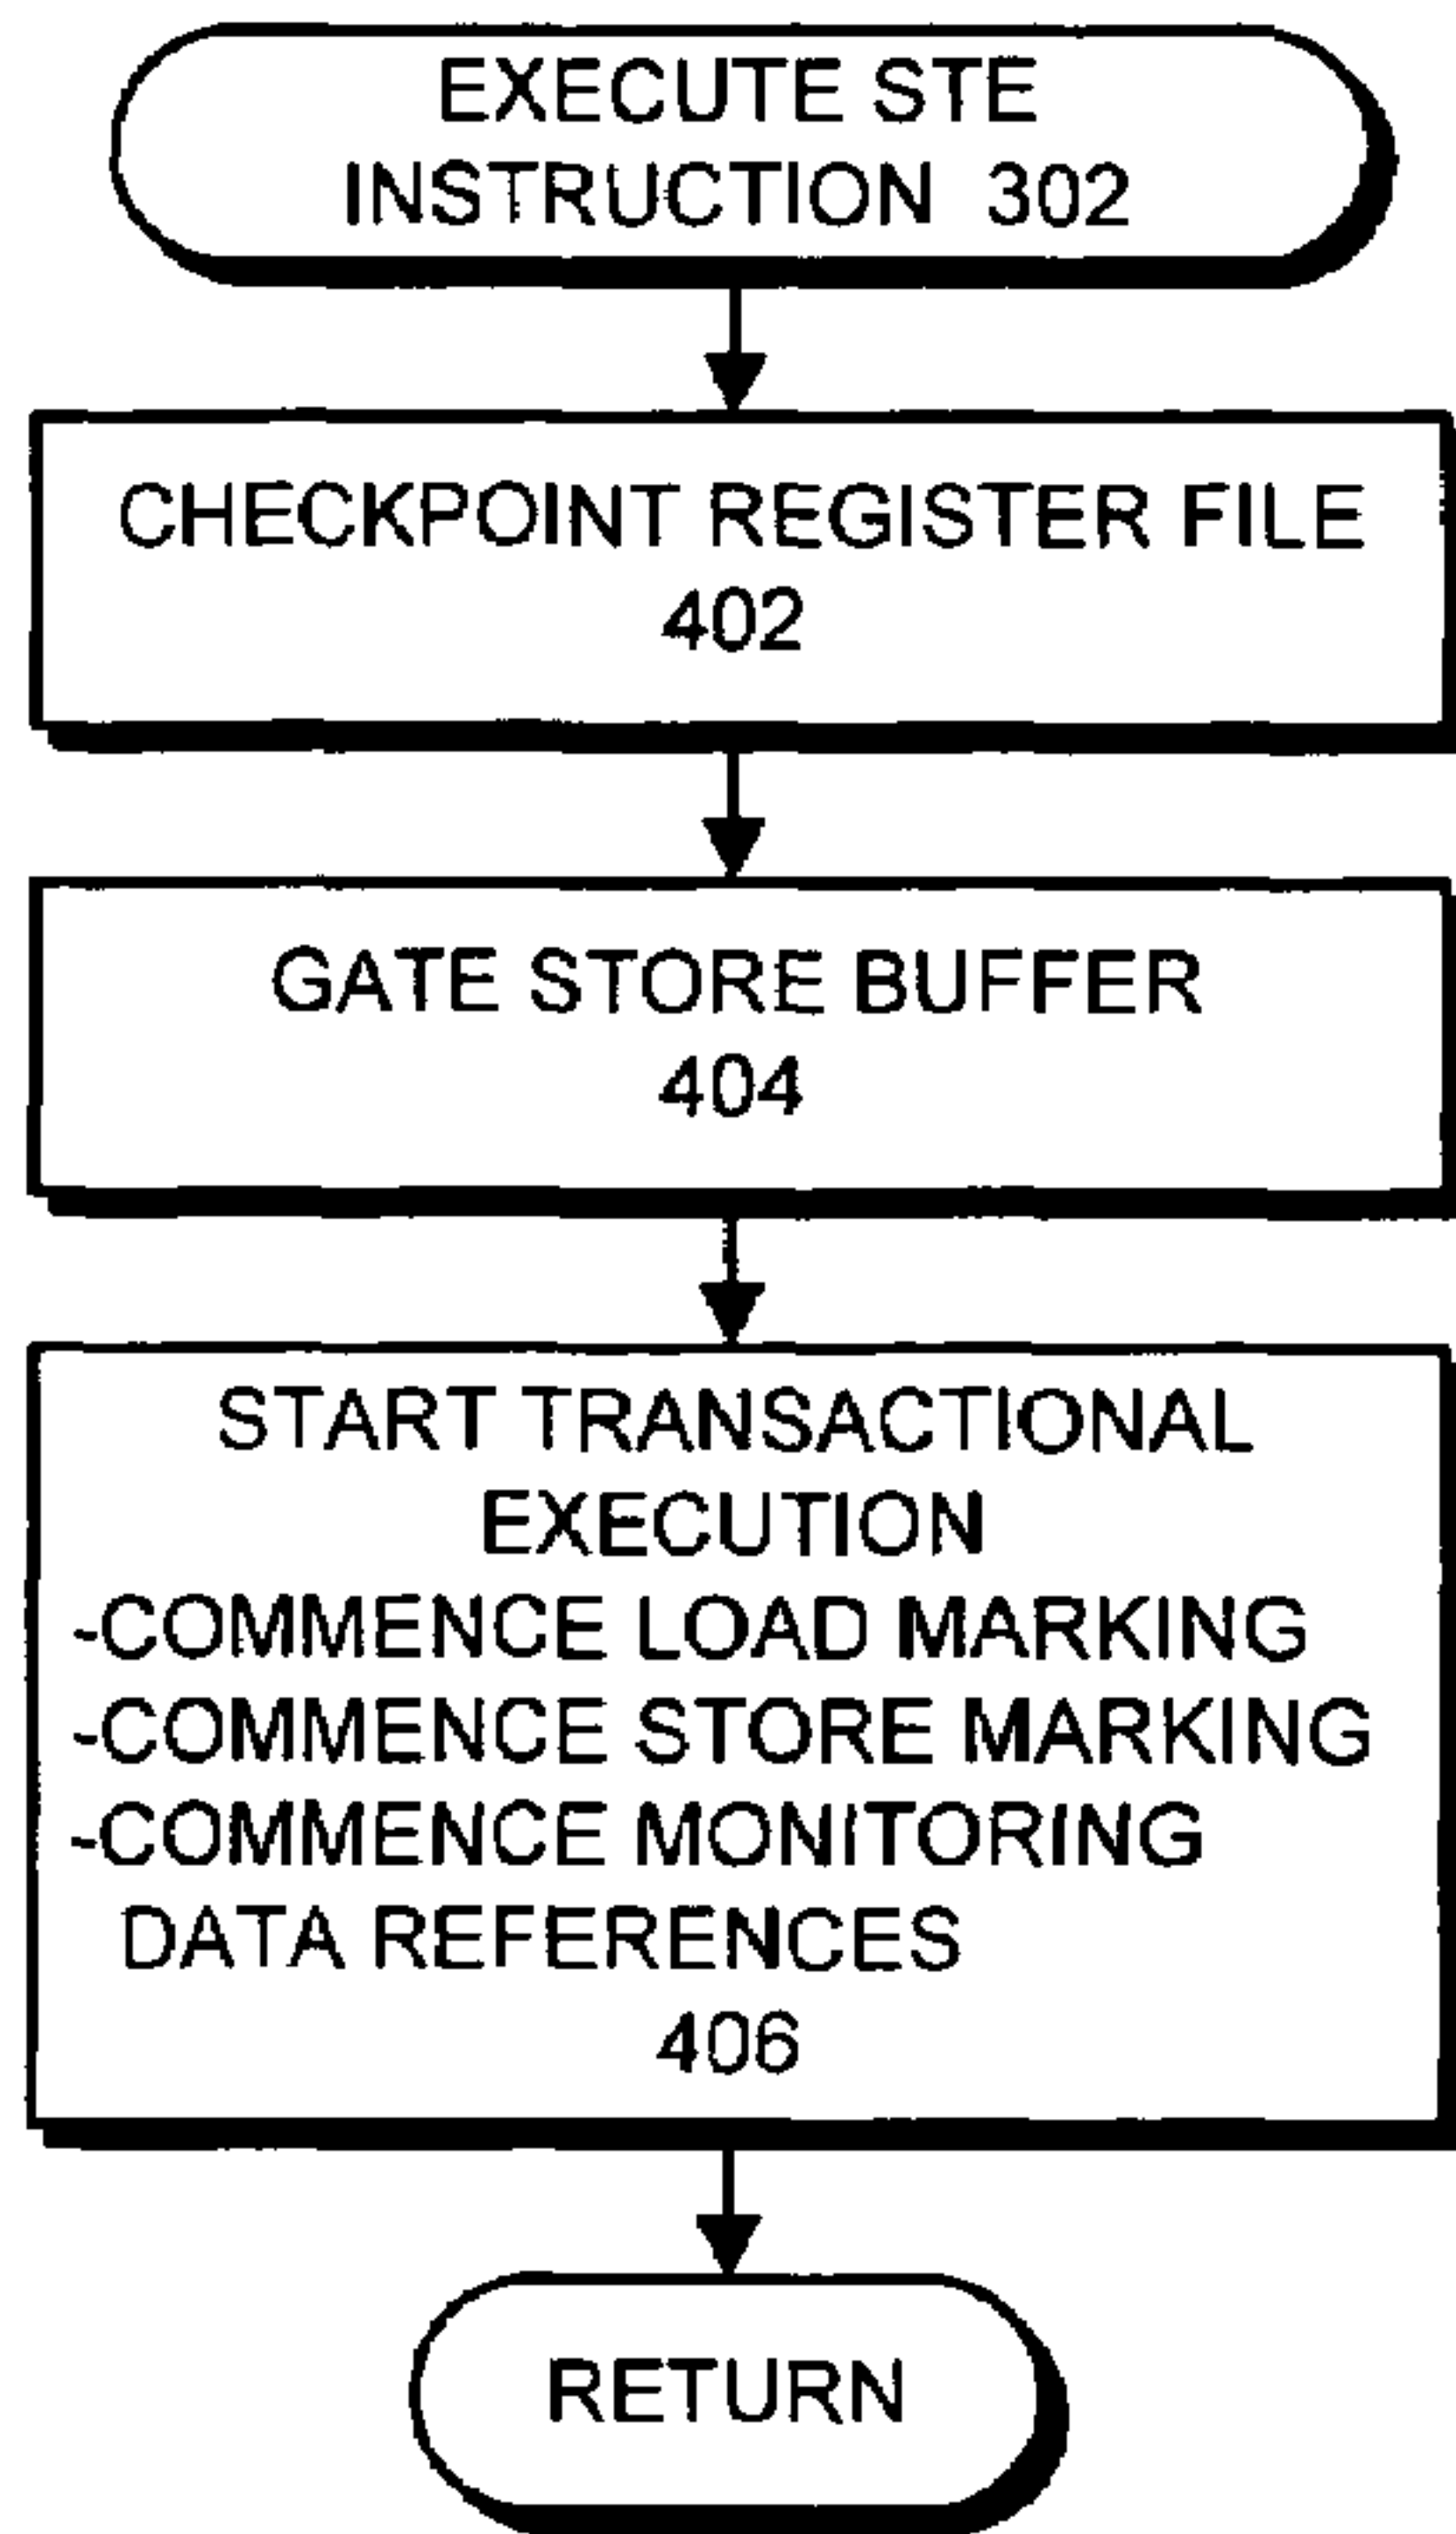 EXECUTE STE
INSTRUCTION 302
CHECKPOINT REGISTER FILE
402
GATE STORE BUFFER
404
START TRANSACTIONAL
EXECUTION
-COMMENCE LOAD MARKING
-COMMENCE STORE MARKING
-COMMENCE MONITORING
DATA REFERENCES
406
RETURN